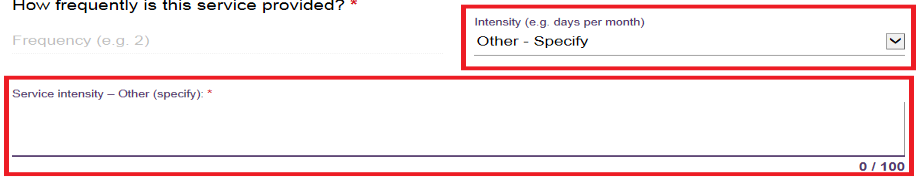 How frequently is this service provided? *
Intensity (e.g. days per month)
Frequency (e.g. 2)
Other - Specify
Service intensity – Other (specify): *
0 / 100